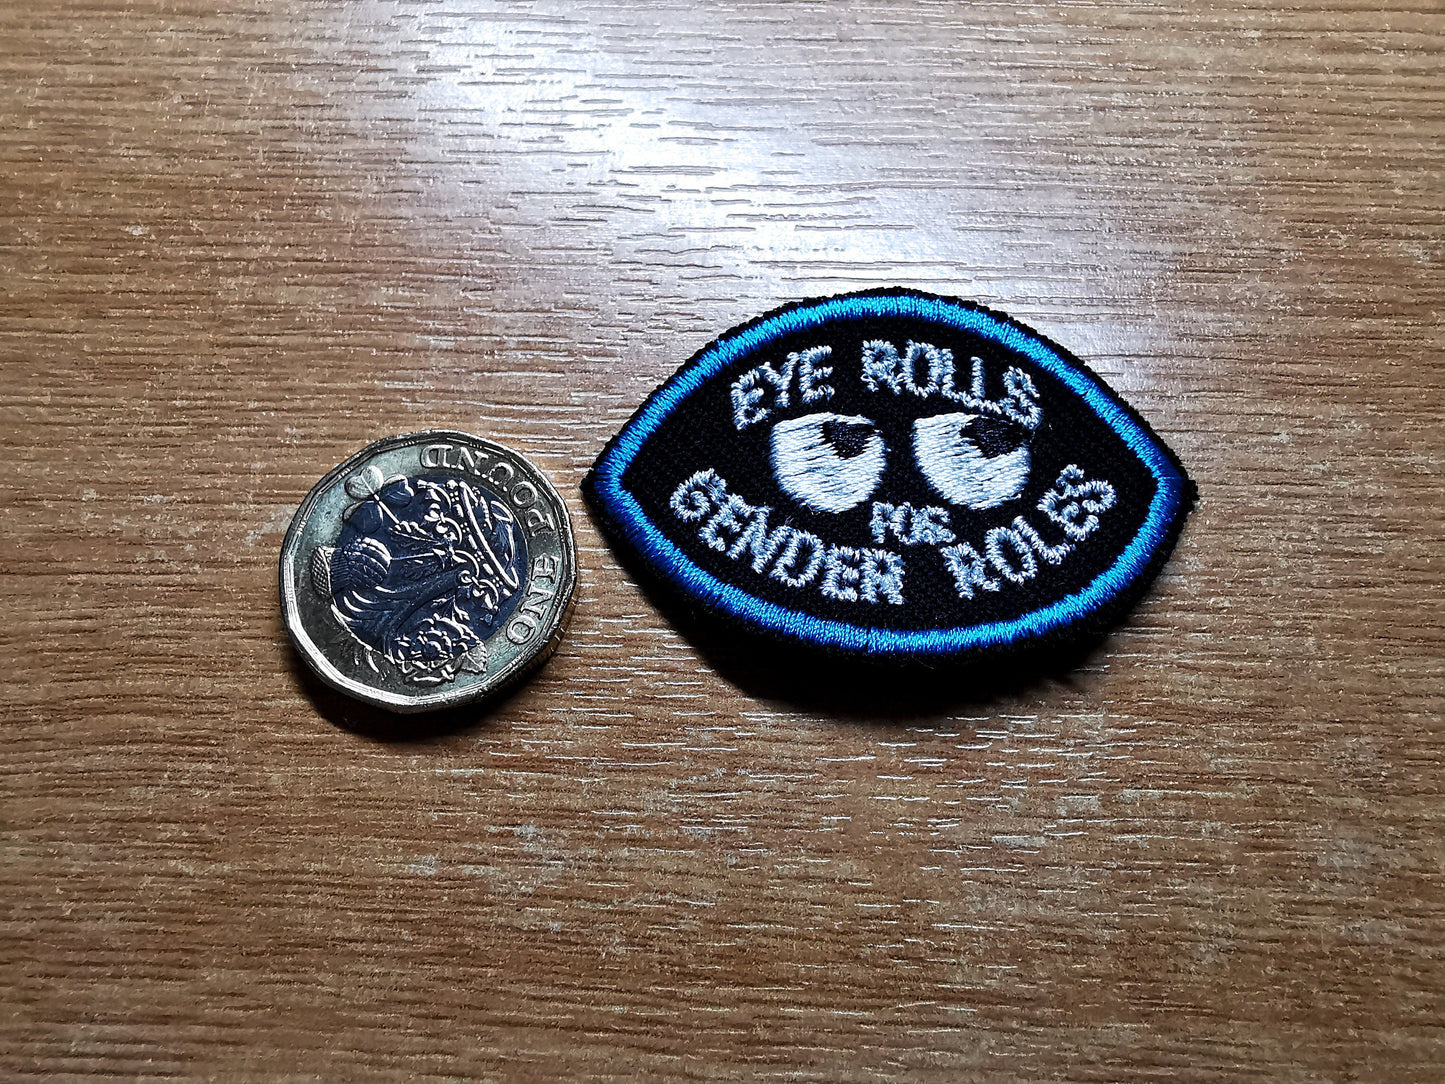 ONE POUND
EYE ROLLS
FOR
GENDER ROLES